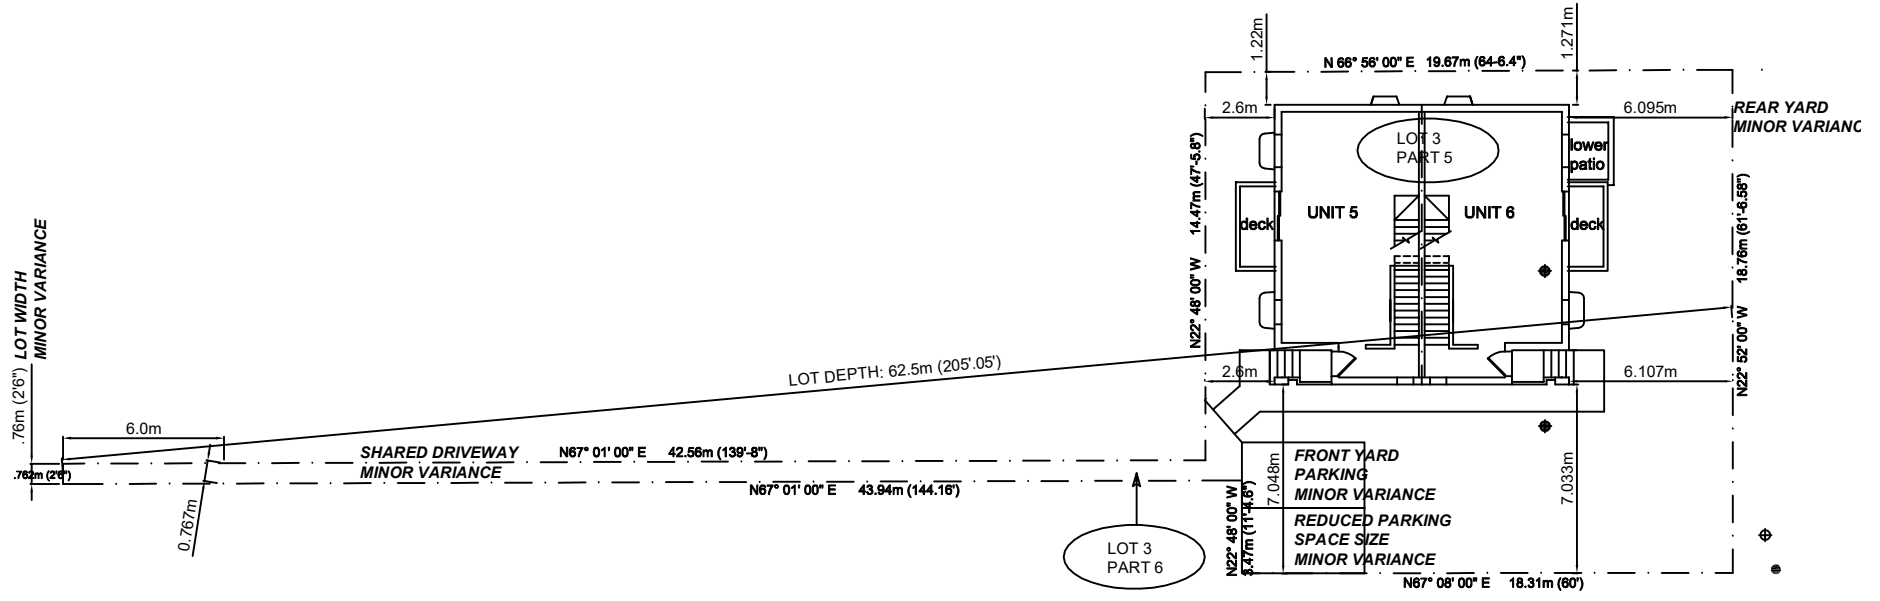 1.22m
1.271m
N 66° 56' 00" E 19.67m (64-6.4")
2.6m
6.095m
REAR YARD
MINOR VARIANC
LOT 3
PART 5
lower
patio
14.47m (47'-5.8")
N22° 48' 00" W
deck
UNIT 5
UNIT 6
deck
18.76m (61'-6.58")
N22° 52' 00" W
LOT WIDTH
MINOR VARIANCE
.76m (2'6")
LOT DEPTH: 62.5m (205'.05')
2.6m
6.107m
6.0m
SHARED DRIVEWAY
MINOR VARIANCE
N67° 01' 00" E 42.56m (139'-8")
.762m (2'6")
N67° 01' 00" E 43.94m (144.16')
0.767m
LOT 3
PART 6
N22° 48' 00" W
3.47m (11'-4.6")
7.048m
FRONT YARD
PARKING
MINOR VARIANCE
REDUCED PARKING
SPACE SIZE
MINOR VARIANCE
7.033m
N67° 08' 00" E 18.31m (60')